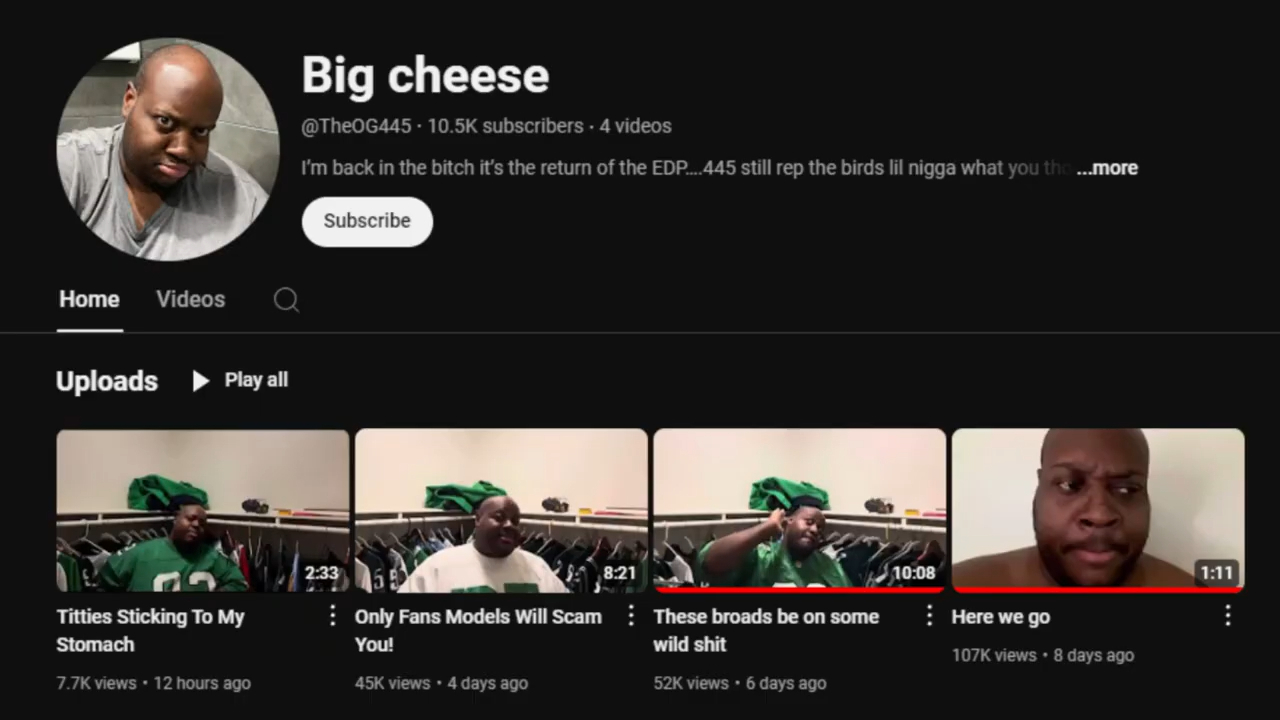 Big cheese
@TheOG445 · 10.5K subscribers · 4 videos
I'm back in the bitch it's the return of the EDP....445 still rep the birds lil nigga what you tho ...more
Subscribe
Home Videos
Uploads Play all
2:33 8:21 10:08 1:11
Titties Sticking To My
Stomach
7.7K views · 12 hours ago
Only Fans Models Will Scam
You!
45K views · 4 days ago
These broads be on some
wild shit
52K views · 6 days ago
Here we go
107K views · 8 days ago